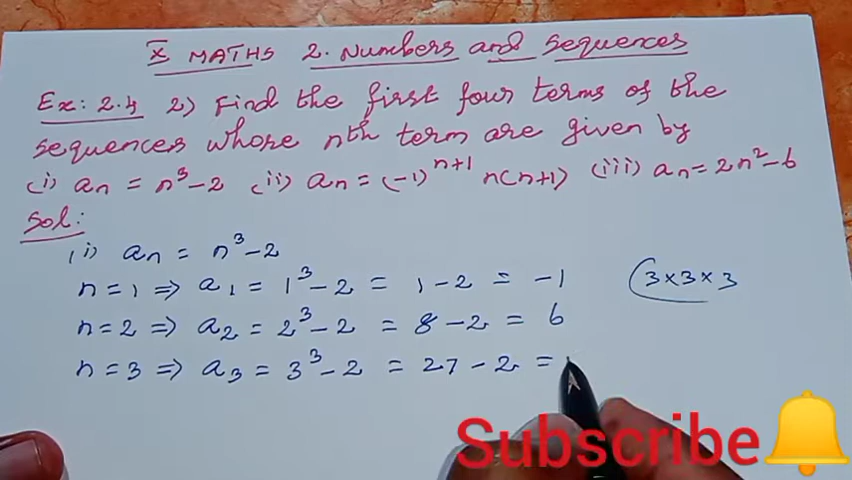 X MATHS 2. Numbers and Sequences
Ex: 2.4 2) Find the first four terms of the
sequences whose nth term are given by
(i) aₙ = n³-2 (ii) aₙ = (-1)ⁿ⁺¹ n(n+1) (iii) aₙ = 2n²-6
Sol:
(i) aₙ = n³-2
n=1 ⇒ a₁ = 1³-2 = 1-2 = -1 (3×3×3
n=2 ⇒ a₂ = 2³-2 = 8-2 = 6
n=3 ⇒ a₃ = 3³-2 = 27-2 =
Subscribe